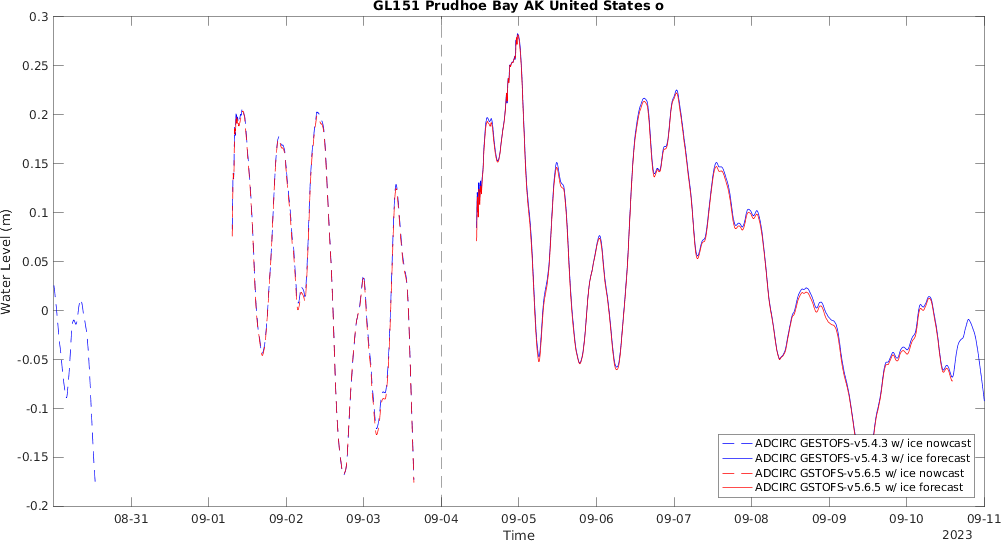 GL151 Prudhoe Bay AK United States o
0.3
0.25
0.2
0.15
0.1
0.05
0
-0.05
-0.1
-0.15
-0.2
Water Level (m)
ADCIRC GESTOFS-v5.4.3 w/ ice nowcast
ADCIRC GESTOFS-v5.4.3 w/ ice forecast
ADCIRC GSTOFS-v5.6.5 w/ ice nowcast
ADCIRC GSTOFS-v5.6.5 w/ ice forecast
08-31 09-01 09-02 09-03 09-04 09-05 09-06 09-07 09-08 09-09 09-10 09-11
Time
2023